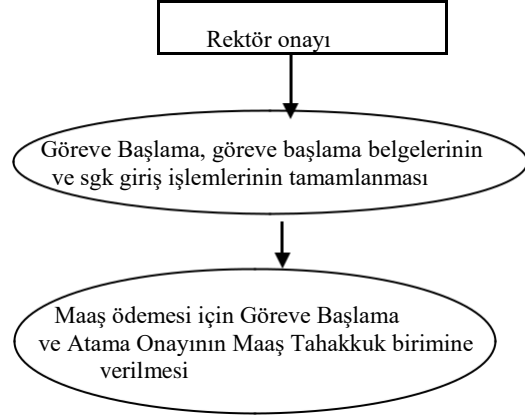 Rektör onayı
Göreve Başlama, göreve başlama belgelerinin
ve sgk giriş işlemlerinin tamamlanması
Maaş ödemesi için Göreve Başlama
ve Atama Onayının Maaş Tahakkuk birimine
verilmesi